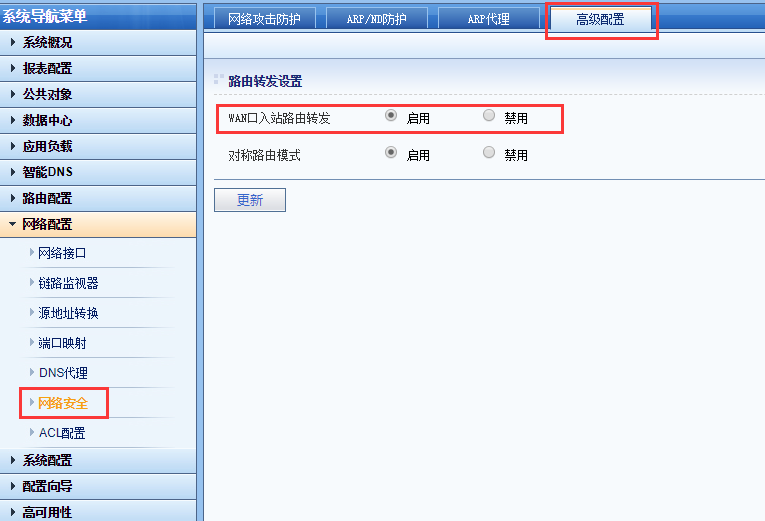 系统导航菜单
系统概况
报表配置
公共对象
数据中心
应用负载
智能DNS
路由配置
网络配置
网络接口
链路监视器
源地址转换
端口映射
DNS代理
网络安全
ACL配置
系统配置
配置向导
高可用性
网络攻击防护 ARP/ND防护 ARP代理 高级配置
路由转发设置
WAN口入站路由转发 启用 禁用
对称路由模式 启用 禁用
更新